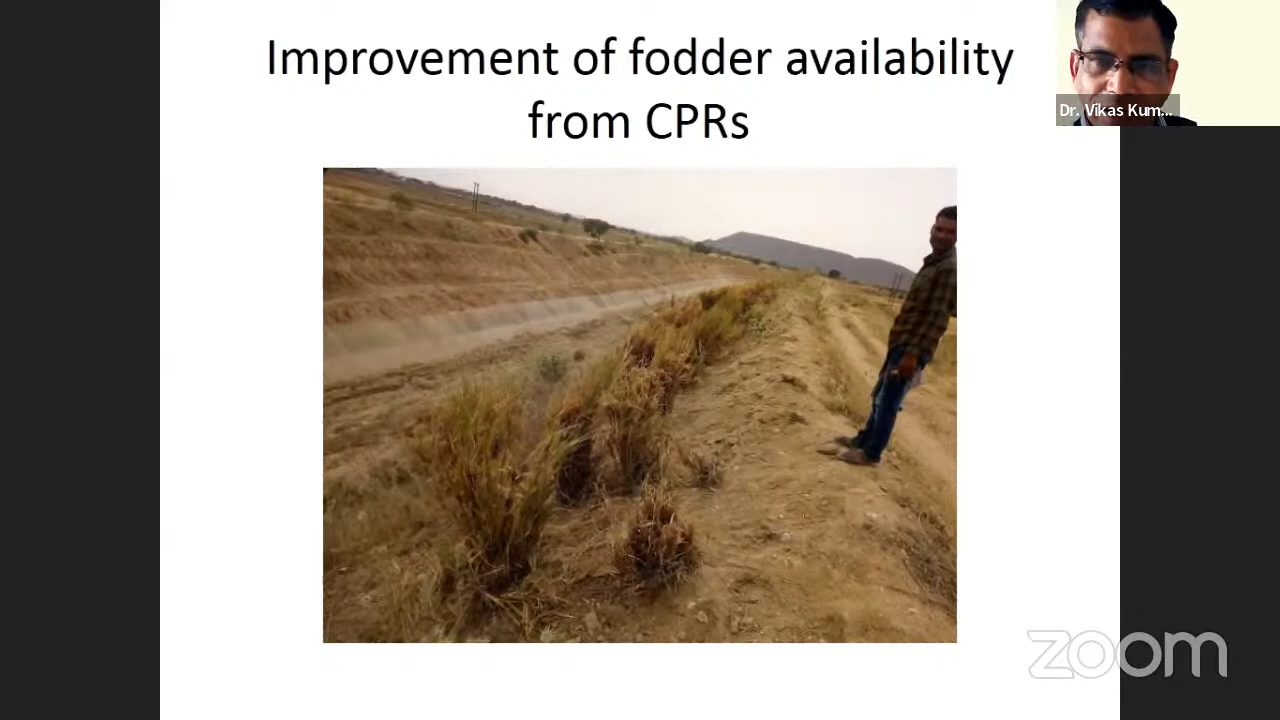 Improvement of fodder availability
from CPRs
Dr. Vikas Kum...
zoom